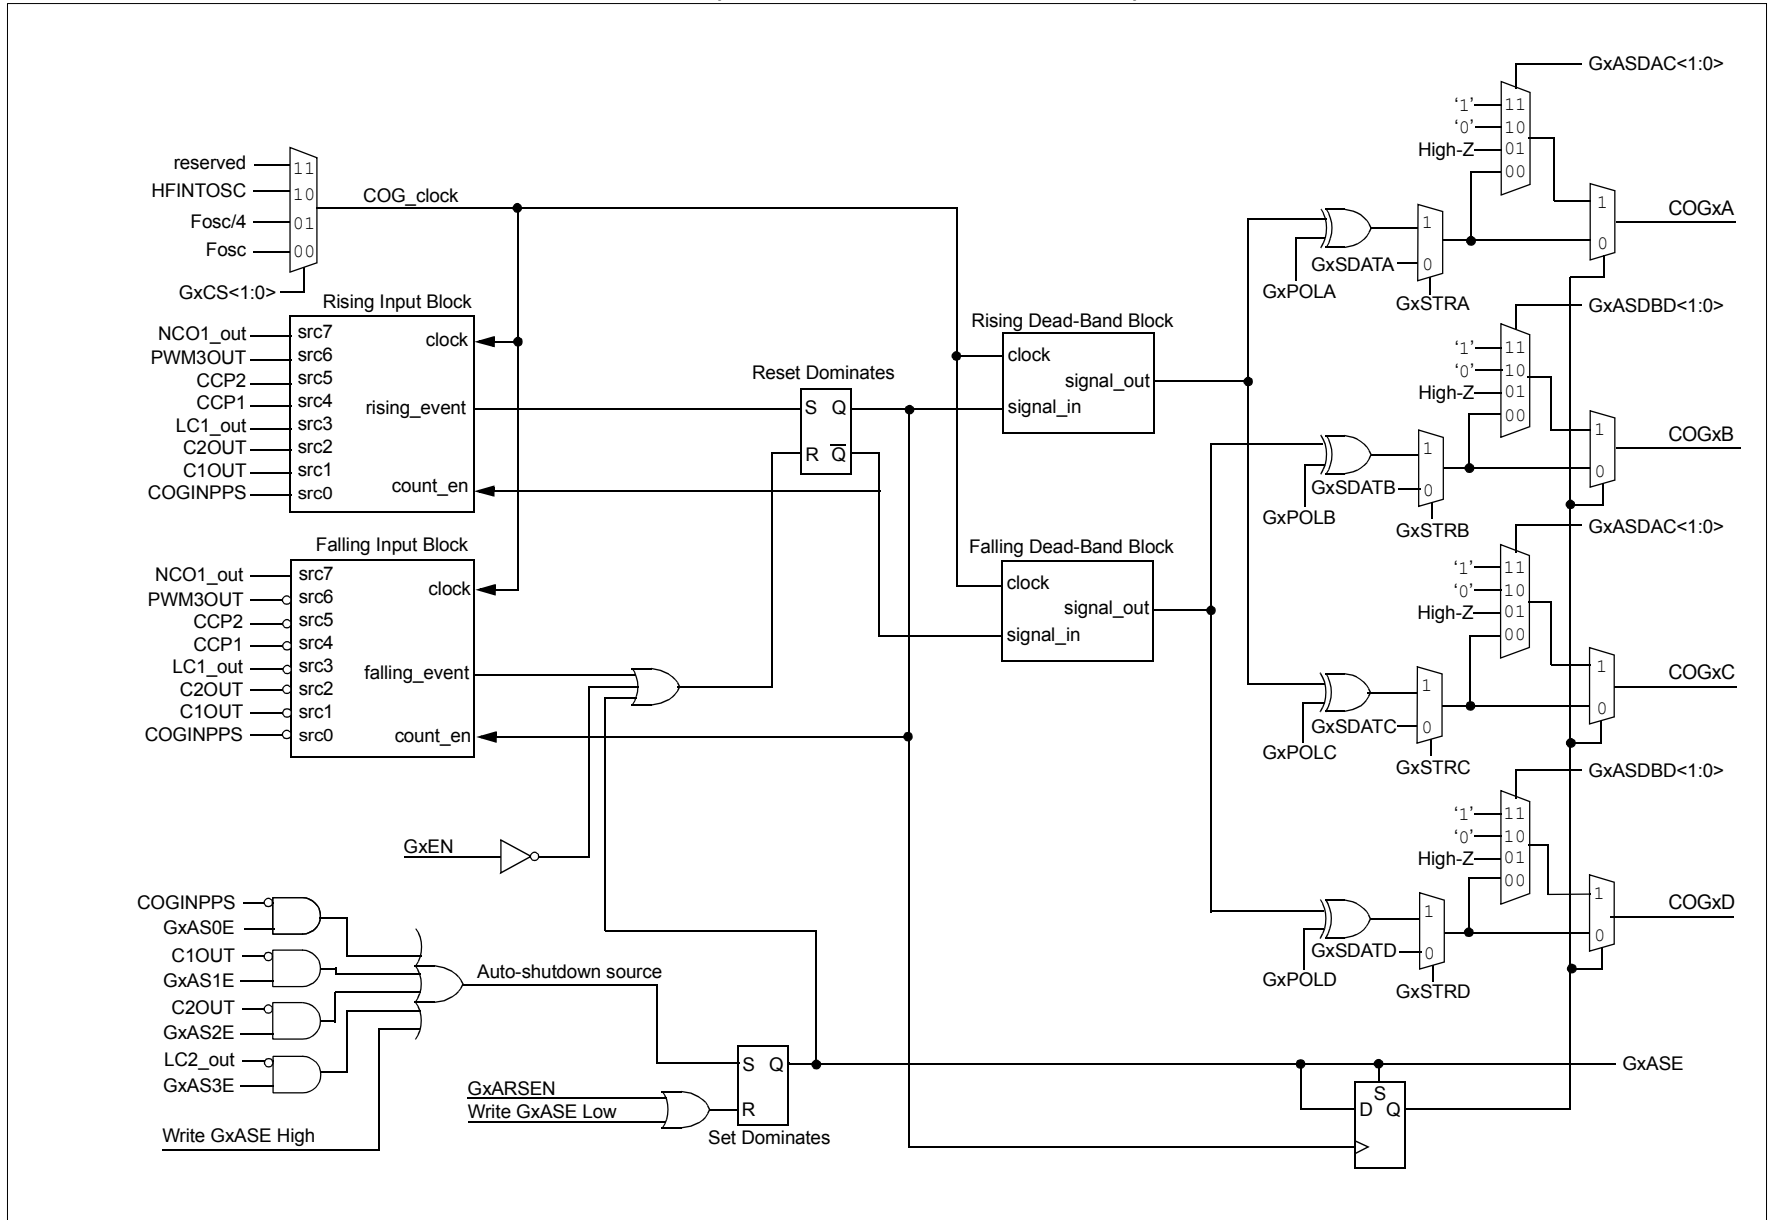 GxASDAC<1:0>
‘1’
11
‘0’
10
High-Z
01
00
reserved
11
HFINTOSC
10
Fosc/4
01
Fosc
00
GxCS<1:0>
COG_clock
1
0
COGxA
1
0
GxSDATA
GxPOLA
GxSTRA
Rising Input Block
NCO1_out
src7
PWM3OUT
src6
CCP2
src5
CCP1
src4
LC1_out
src3
C2OUT
src2
C1OUT
src1
COGINPPS
src0
clock
rising_event
count_en
Reset Dominates
S Q
R Q
Rising Dead-Band Block
clock
signal_out
signal_in
GxASDBD<1:0>
‘1’
11
‘0’
10
High-Z
01
00
1
0
COGxB
1
0
GxSDATB
GxPOLB
GxSTRB
Falling Input Block
NCO1_out
src7
PWM3OUT
src6
CCP2
src5
CCP1
src4
LC1_out
src3
C2OUT
src2
C1OUT
src1
COGINPPS
src0
clock
falling_event
count_en
Falling Dead-Band Block
clock
signal_out
signal_in
GxASDAC<1:0>
‘1’
11
‘0’
10
High-Z
01
00
1
0
COGxC
1
0
GxSDATC
GxPOLC
GxSTRC
GxEN
GxASDBD<1:0>
‘1’
11
‘0’
10
High-Z
01
00
1
0
COGxD
1
0
GxSDATD
GxPOLD
GxSTRD
COGINPPS
GxAS0E
C1OUT
GxAS1E
C2OUT
GxAS2E
LC2_out
GxAS3E
Write GxASE High
Auto-shutdown source
GxARSEN
Write GxASE Low
S Q
R
Set Dominates
GxASE
S
D Q